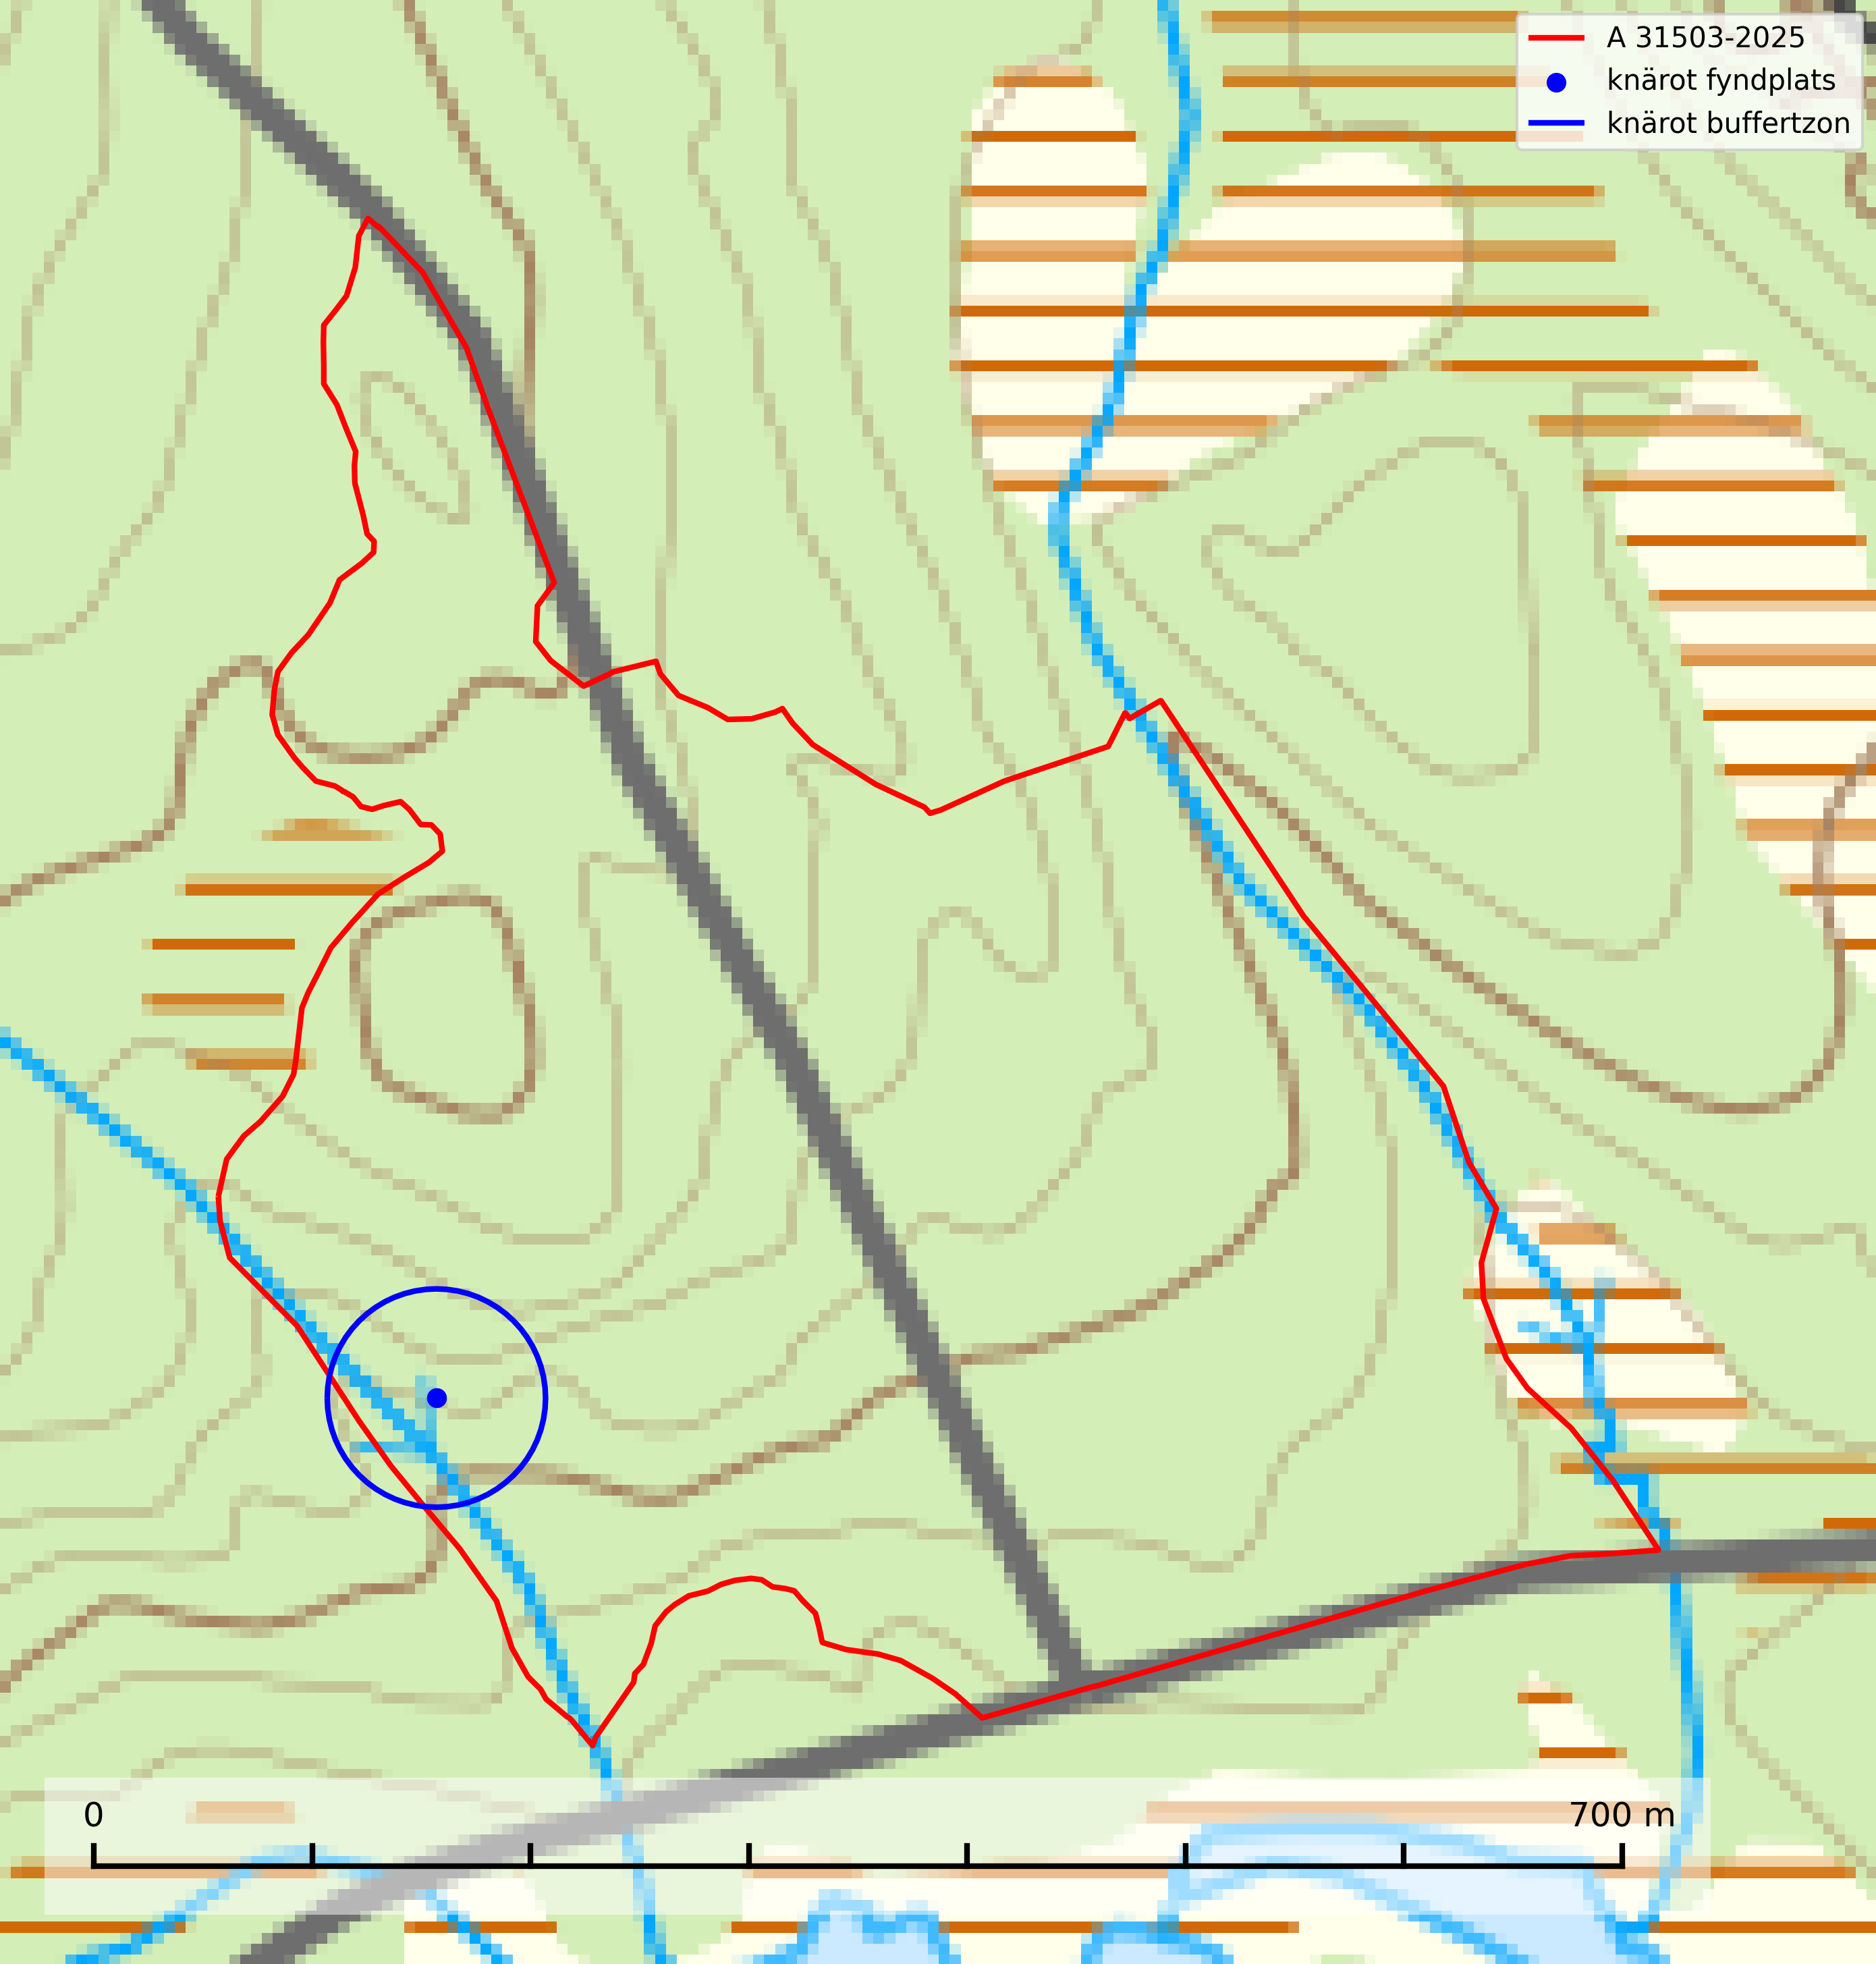 A 31503-2025
knärot fyndplats
knärot buffertzon
0
700 m